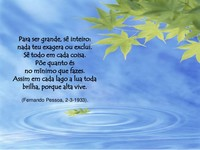 Para ser grande, sê inteiro:
nada teu exagera ou exclui.
Sê todo em cada coisa.
Põe quanto és
no mínimo que fazes.
Assim em cada lago a lua toda
brilha, porque alta vive.
(Fernando Pessoa, 2-3-1933).